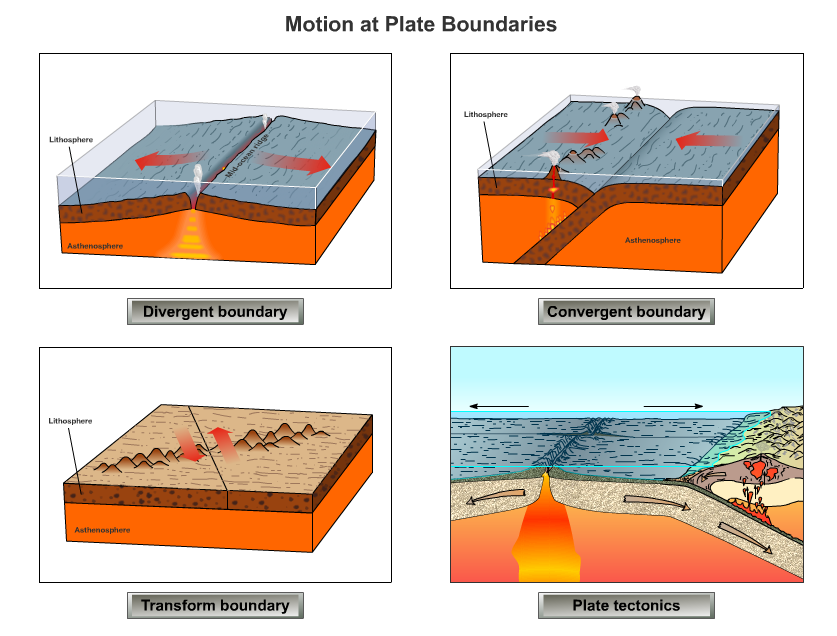 Motion at Plate Boundaries
Lithosphere
Mid-ocean ridge
Asthenosphere
Divergent boundary
Lithosphere
Asthenosphere
Convergent boundary
Lithosphere
Asthenosphere
Transform boundary
Plate tectonics